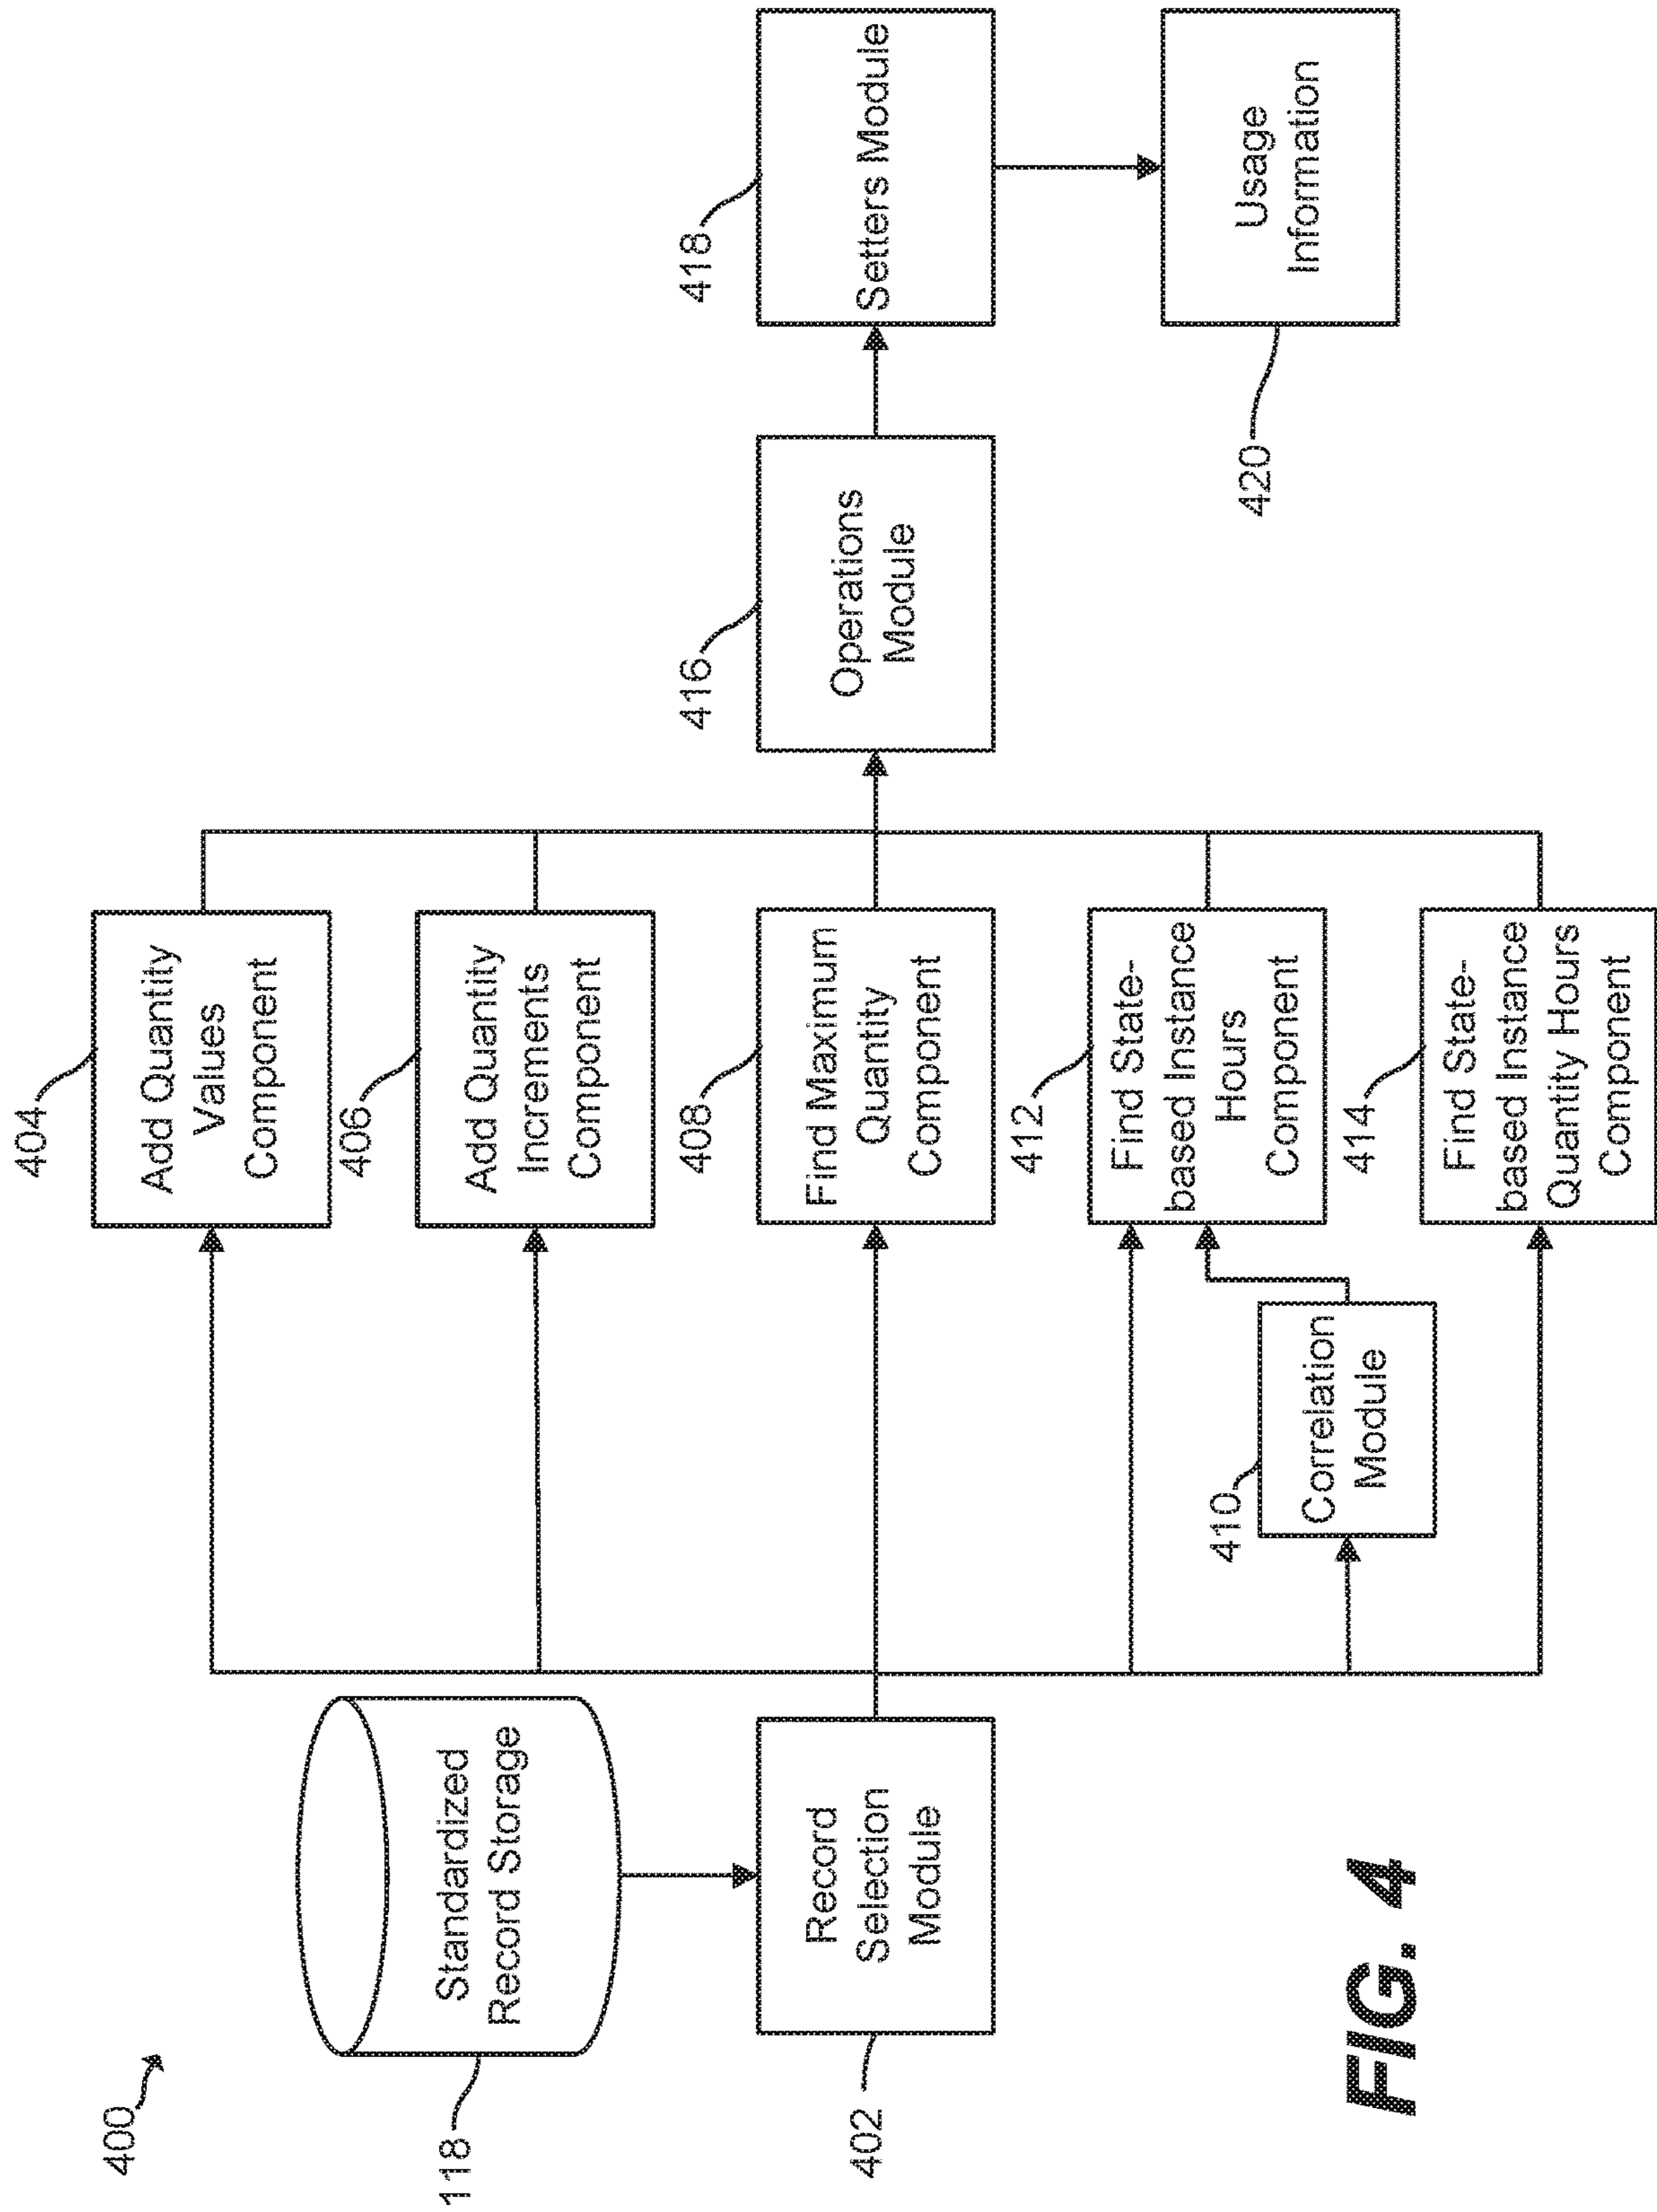 400
118
Standardized
Record Storage
402
Record
Selection
Module
404
Add Quantity
Values
Component
406
Add Quantity
Increments
Component
408
Find Maximum
Quantity
Component
410
Correlation
Module
412
Find State-
based Instance
Hours
Component
414
Find State-
based Instance
Quantity Hours
Component
416
Operations
Module
418
Setters Module
420
Usage
Information
FIG. 4